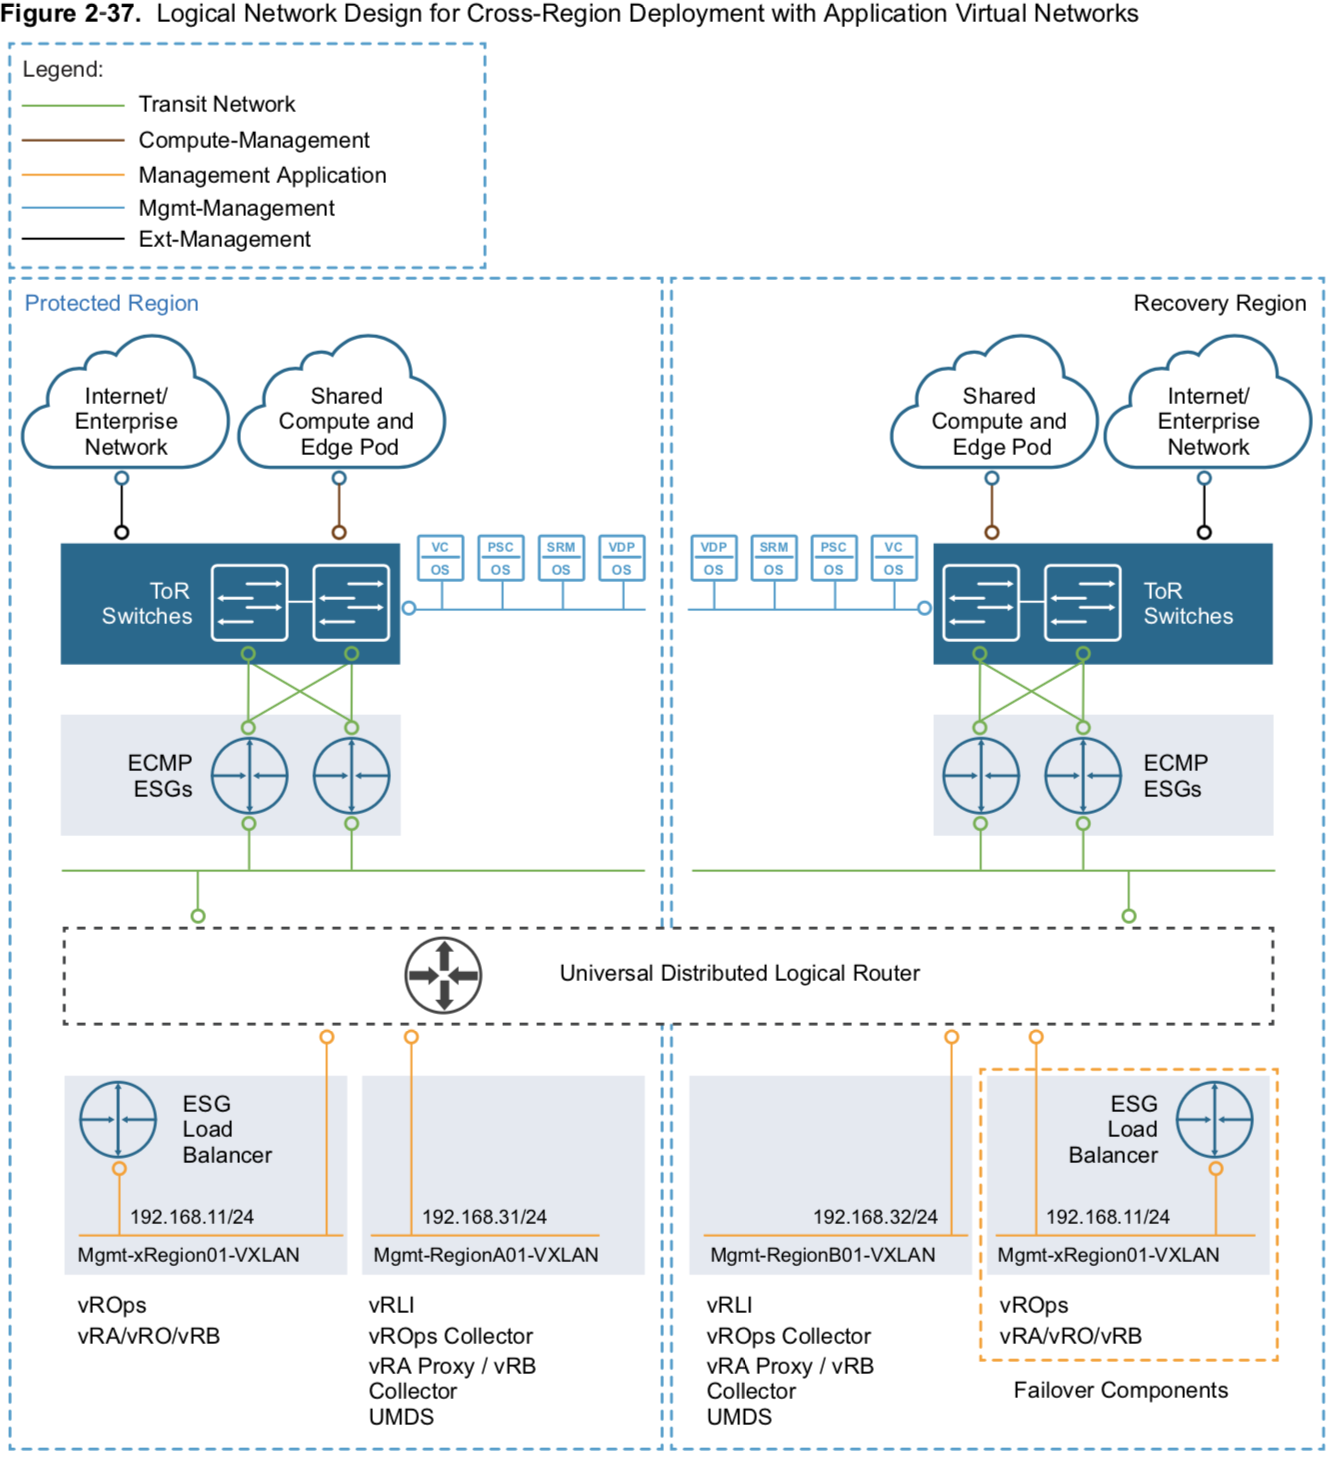 Figure 2-37. Logical Network Design for Cross-Region Deployment with Application Virtual Networks
Legend:
Transit Network
Compute-Management
Management Application
Mgmt-Management
Ext-Management
Protected Region
Recovery Region
Internet/
Enterprise
Network
Shared
Compute and
Edge Pod
Shared
Compute and
Edge Pod
Internet/
Enterprise
Network
ToR
Switches
VC
OS
PSC
OS
SRM
OS
VDP
OS
VDP
OS
SRM
OS
PSC
OS
VC
OS
ToR
Switches
ECMP
ESGs
ECMP
ESGs
Universal Distributed Logical Router
ESG
Load
Balancer
192.168.11/24
Mgmt-xRegion01-VXLAN
vROps
vRA/vRO/vRB
192.168.31/24
Mgmt-RegionA01-VXLAN
vRLI
vROps Collector
vRA Proxy / vRB
Collector
UMDS
192.168.32/24
Mgmt-RegionB01-VXLAN
vRLI
vROps Collector
vRA Proxy / vRB
Collector
UMDS
ESG
Load
Balancer
192.168.11/24
Mgmt-xRegion01-VXLAN
vROps
vRA/vRO/vRB
Failover Components